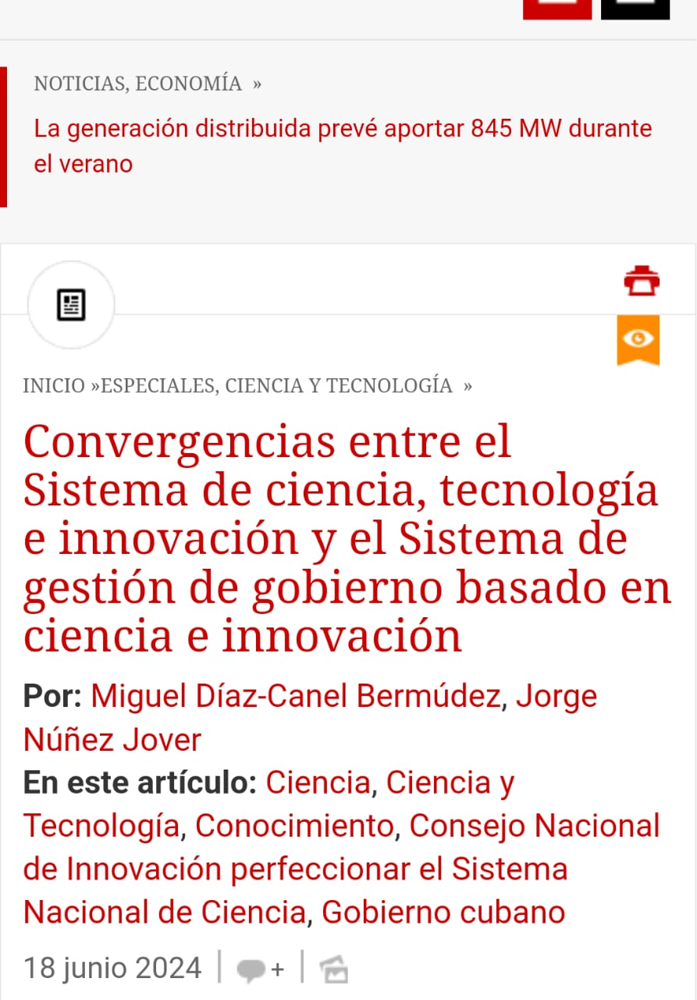 NOTICIAS, ECONOMÍA »
La generación distribuida prevé aportar 845 MW durante
el verano
INICIO »ESPECIALES, CIENCIA Y TECNOLOGÍA »
Convergencias entre el
Sistema de ciencia, tecnología
e innovación y el Sistema de
gestión de gobierno basado en
ciencia e innovación
Por: Miguel Díaz-Canel Bermúdez, Jorge
Núñez Jover
En este artículo: Ciencia, Ciencia y
Tecnología, Conocimiento, Consejo Nacional
de Innovación perfeccionar el Sistema
Nacional de Ciencia, Gobierno cubano
18 junio 2024 | + |